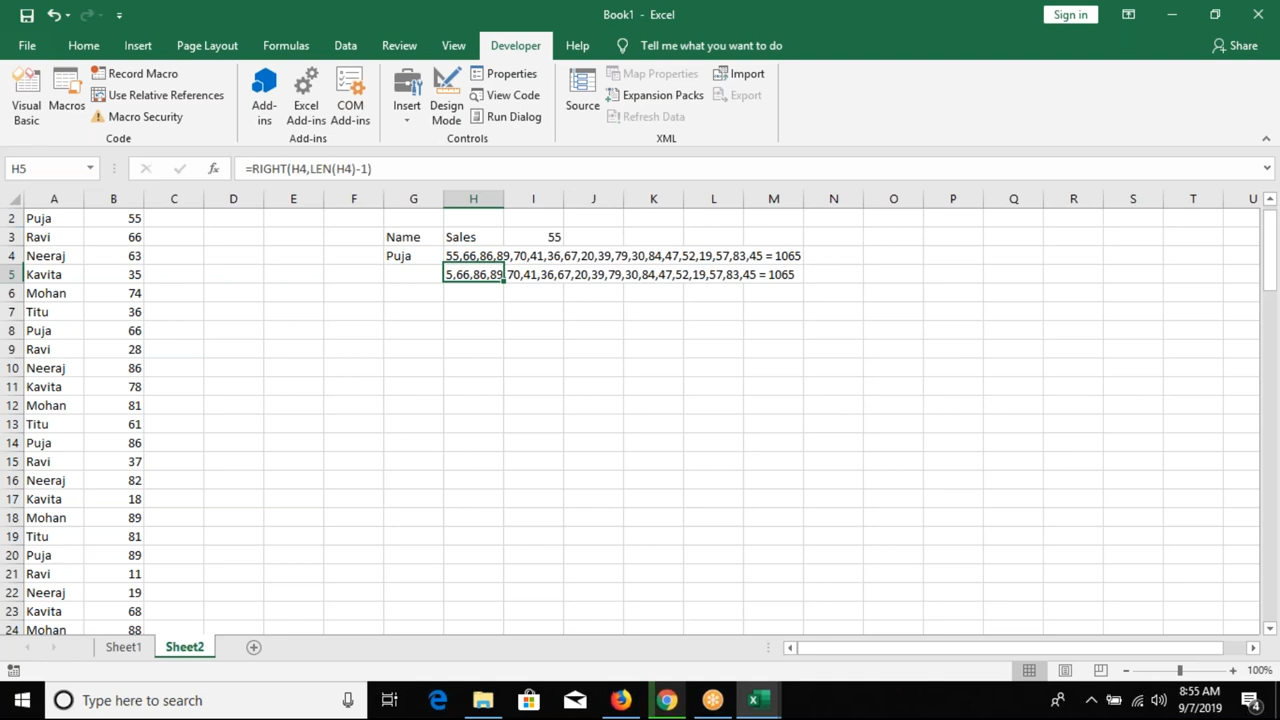 Book1 - Excel
Sign in
File Home Insert Page Layout Formulas Data Review View Developer Help Tell me what you want to do Share
Visual Basic
Macros
Record Macro
Use Relative References
Macro Security
Code
Add-ins
Excel Add-ins
COM Add-ins
Add-ins
Insert
Design Mode
Properties
View Code
Run Dialog
Controls
Source
Map Properties
Expansion Packs
Refresh Data
Import
Export
XML
H5 fx =RIGHT(H4,LEN(H4)-1)
A B C D E F G H I J K L M N O P Q R S T U
2 Puja 55
3 Ravi 66 Name Sales 55
4 Neeraj 63 Puja 55,66,86,89,70,41,36,67,20,39,79,30,84,47,52,19,57,83,45 = 1065
5 Kavita 35 5,66,86,89,70,41,36,67,20,39,79,30,84,47,52,19,57,83,45 = 1065
6 Mohan 74
7 Titu 36
8 Puja 66
9 Ravi 28
10 Neeraj 86
11 Kavita 78
12 Mohan 81
13 Titu 61
14 Puja 86
15 Ravi 37
16 Neeraj 82
17 Kavita 18
18 Mohan 89
19 Titu 81
20 Puja 89
21 Ravi 11
22 Neeraj 19
23 Kavita 68
24 Mohan 88
Sheet1 Sheet2
100%
Type here to search
8:55 AM
9/7/2019
4